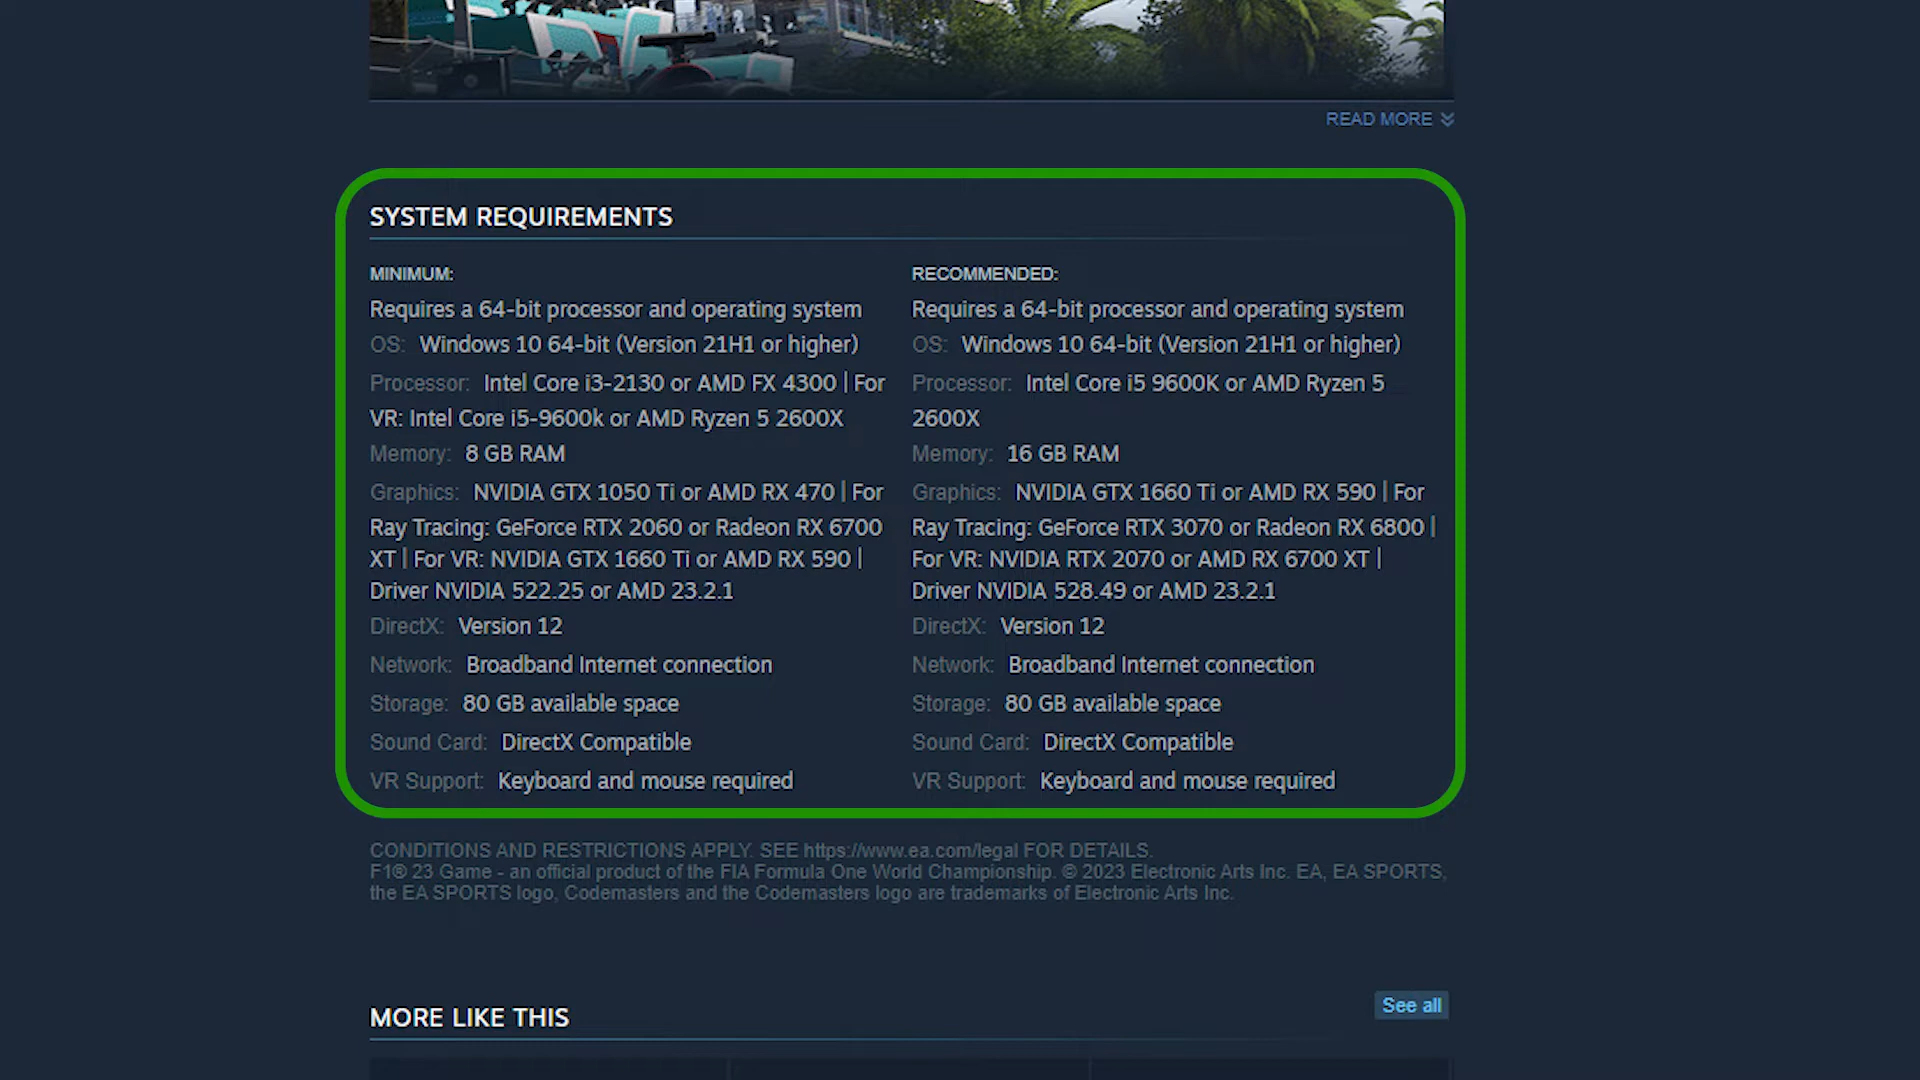 READ MORE
SYSTEM REQUIREMENTS
MINIMUM:
Requires a 64-bit processor and operating system
OS: Windows 10 64-bit (Version 21H1 or higher)
Processor: Intel Core i3-2130 or AMD FX 4300 | For
VR: Intel Core i5-9600k or AMD Ryzen 5 2600X
Memory: 8 GB RAM
Graphics: NVIDIA GTX 1050 Ti or AMD RX 470 | For
Ray Tracing: GeForce RTX 2060 or Radeon RX 6700
XT | For VR: NVIDIA GTX 1660 Ti or AMD RX 590 |
Driver NVIDIA 522.25 or AMD 23.2.1
DirectX: Version 12
Network: Broadband Internet connection
Storage: 80 GB available space
Sound Card: DirectX Compatible
VR Support: Keyboard and mouse required
RECOMMENDED:
Requires a 64-bit processor and operating system
OS: Windows 10 64-bit (Version 21H1 or higher)
Processor: Intel Core i5 9600K or AMD Ryzen 5
2600X
Memory: 16 GB RAM
Graphics: NVIDIA GTX 1660 Ti or AMD RX 590 | For
Ray Tracing: GeForce RTX 3070 or Radeon RX 6800 |
For VR: NVIDIA RTX 2070 or AMD RX 6700 XT |
Driver NVIDIA 528.49 or AMD 23.2.1
DirectX: Version 12
Network: Broadband Internet connection
Storage: 80 GB available space
Sound Card: DirectX Compatible
VR Support: Keyboard and mouse required
CONDITIONS AND RESTRICTIONS APPLY. SEE https://www.ea.com/legal FOR DETAILS.
F1® 23 Game - an official product of the FIA Formula One World Championship. © 2023 Electronic Arts Inc. EA, EA SPORTS,
the EA SPORTS logo, Codemasters and the Codemasters logo are trademarks of Electronic Arts Inc.
MORE LIKE THIS
See all